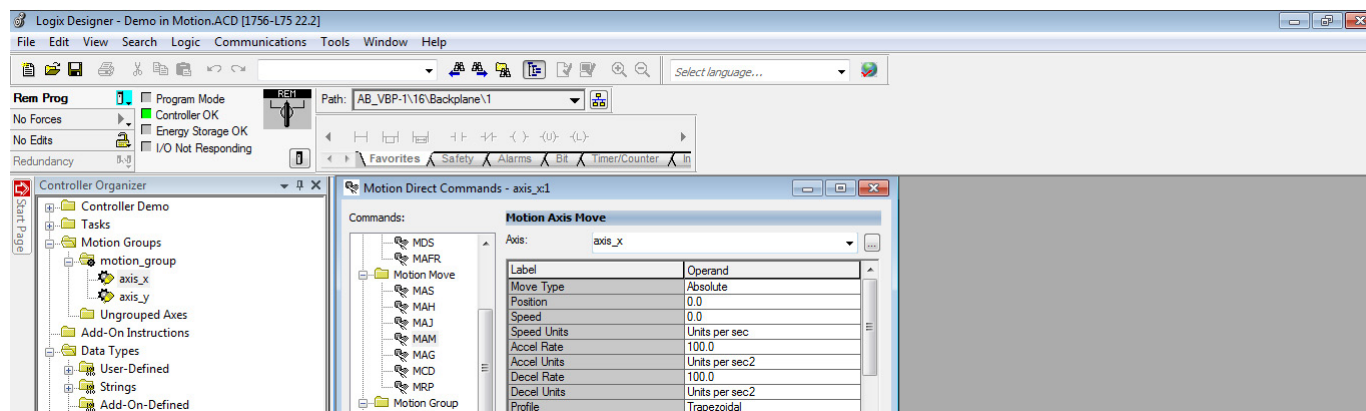 Logix Designer - Demo in Motion.ACD [1756-L75 22.2]
File Edit View Search Logic Communications Tools Window Help
Select language...
Rem Prog
No Forces
No Edits
Redundancy
Program Mode
Controller OK
Energy Storage OK
I/O Not Responding
REM
Path: AB_VBP-1\16\Backplane\1
Favorites Safety Alarms Bit Timer/Counter In
Start Page
Controller Organizer
Controller Demo
Tasks
Motion Groups
motion_group
axis_x
axis_y
Ungrouped Axes
Add-On Instructions
Data Types
User-Defined
Strings
Add-On-Defined
Motion Direct Commands - axis_x:1
Commands:
MDS
MAFR
Motion Move
MAS
MAH
MAJ
MAM
MAG
MCD
MRP
Motion Group
Motion Axis Move
Axis: axis_x
Label Operand
Move Type Absolute
Position 0.0
Speed 0.0
Speed Units Units per sec
Accel Rate 100.0
Accel Units Units per sec2
Decel Rate 100.0
Decel Units Units per sec2
Profile Trapezoidal